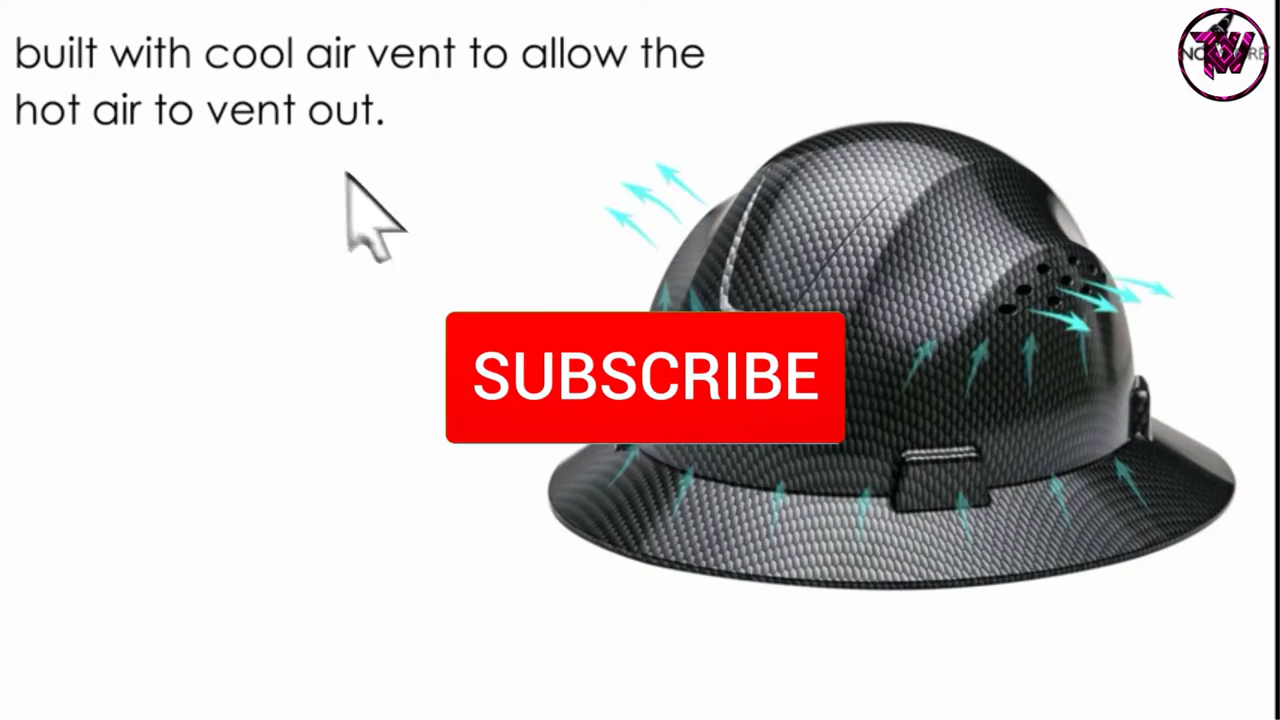 built with cool air vent to allow the
hot air to vent out.
SUBSCRIBE